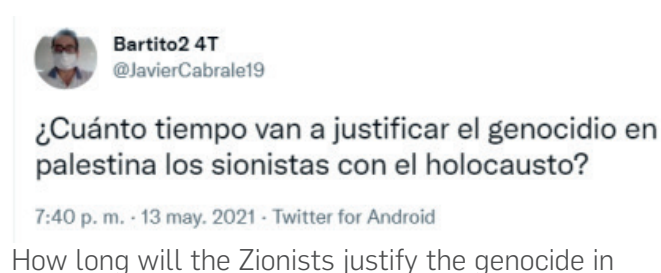 Bartito2 4T
@JavierCabrale19
¿Cuánto tiempo van a justificar el genocidio en
palestina los sionistas con el holocausto?
7:40 p. m. · 13 may. 2021 · Twitter for Android
How long will the Zionists justify the genocide in